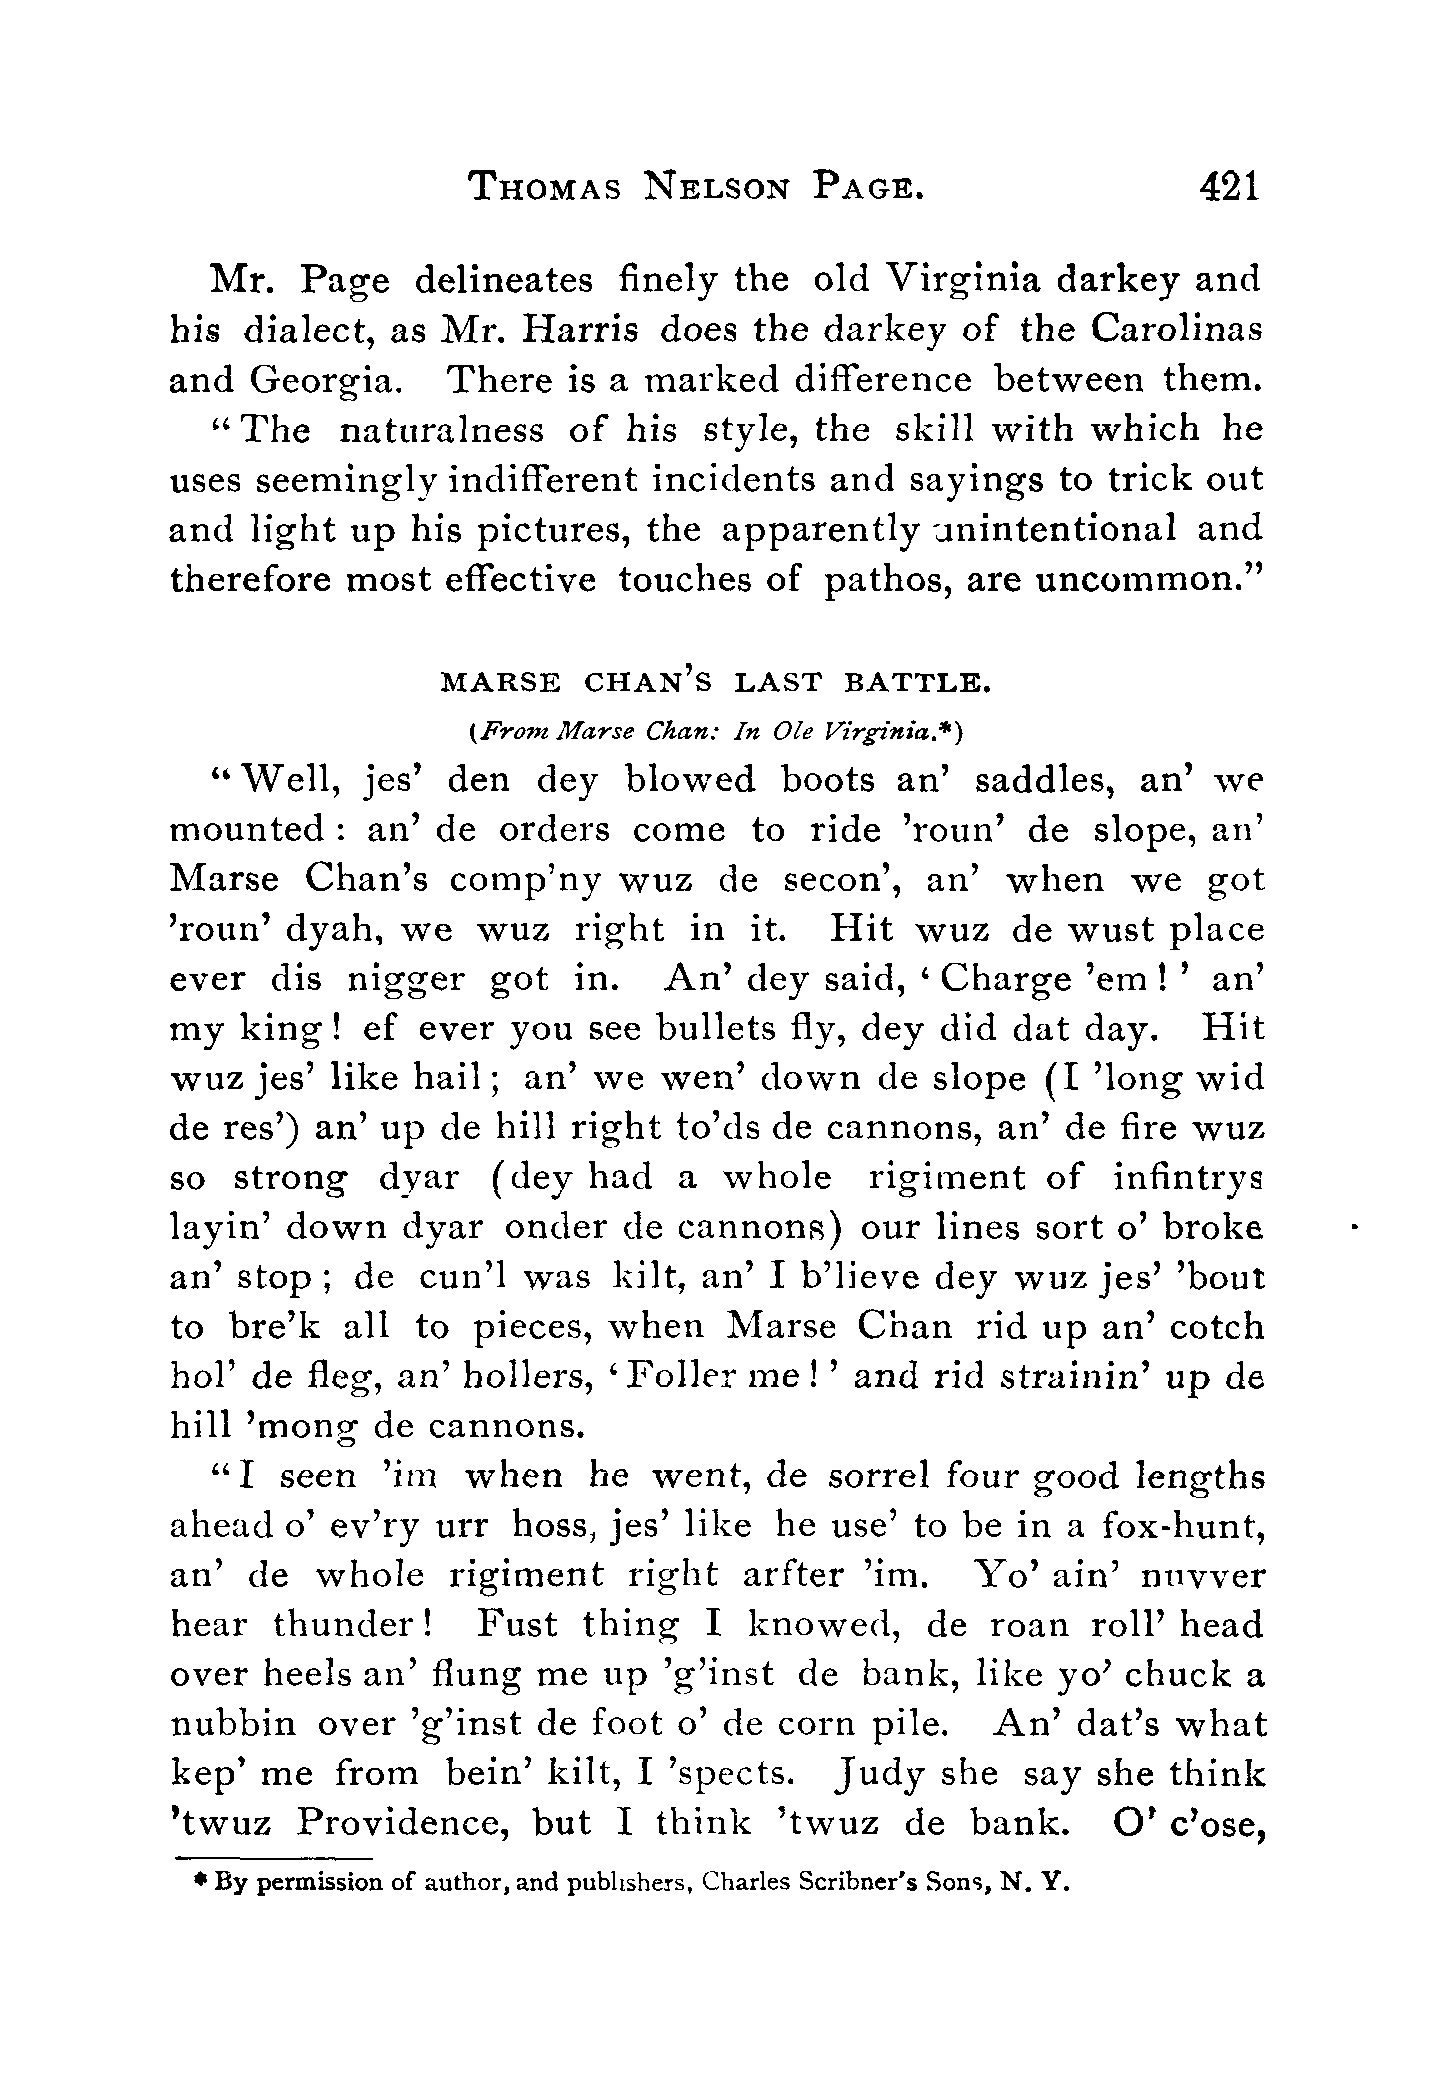 THOMAS NELSON PAGE. 421
Mr. Page delineates finely the old Virginia darkey and
his dialect, as Mr. Harris does the darkey of the Carolinas
and Georgia. There is a marked difference between them.
“The naturalness of his style, the skill with which he
uses seemingly indifferent incidents and sayings to trick out
and light up his pictures, the apparently unintentional and
therefore most effective touches of pathos, are uncommon.”
MARSE CHAN'S LAST BATTLE.
(From Marse Chan: In Ole Virginia.*)
“Well, jes’ den dey blowed boots an’ saddles, an’ we
mounted : an’ de orders come to ride ’roun’ de slope, an’
Marse Chan’s comp’ny wuz de secon’, an’ when we got
’roun’ dyah, we wuz right in it. Hit wuz de wust place
ever dis nigger got in. An’ dey said, ‘Charge ’em!’ an’
my king! ef ever you see bullets fly, dey did dat day. Hit
wuz jes’ like hail; an’ we wen’ down de slope (I ’long wid
de res’) an’ up de hill right to’ds de cannons, an’ de fire wuz
so strong dyar (dey had a whole rigiment of infintrys
layin’ down dyar onder de cannons) our lines sort o’ broke
an’ stop; de cun’l was kilt, an’ I b’lieve dey wuz jes’ ’bout
to bre’k all to pieces, when Marse Chan rid up an’ cotch
hol’ de fleg, an’ hollers, ‘Foller me!’ and rid strainin’ up de
hill ’mong de cannons.
“I seen ’im when he went, de sorrel four good lengths
ahead o’ ev’ry urr hoss, jes’ like he use’ to be in a fox-hunt,
an’ de whole rigiment right arfter ’im. Yo’ ain’ nuvver
hear thunder! Fust thing I knowed, de roan roll’ head
over heels an’ flung me up ’g’inst de bank, like yo’ chuck a
nubbin over ’g’inst de foot o’ de corn pile. An’ dat’s what
kep’ me from bein’ kilt, I ’spects. Judy she say she think
’twuz Providence, but I think ’twuz de bank. O’ c’ose,
* By permission of author, and publishers, Charles Scribner's Sons, N. Y.